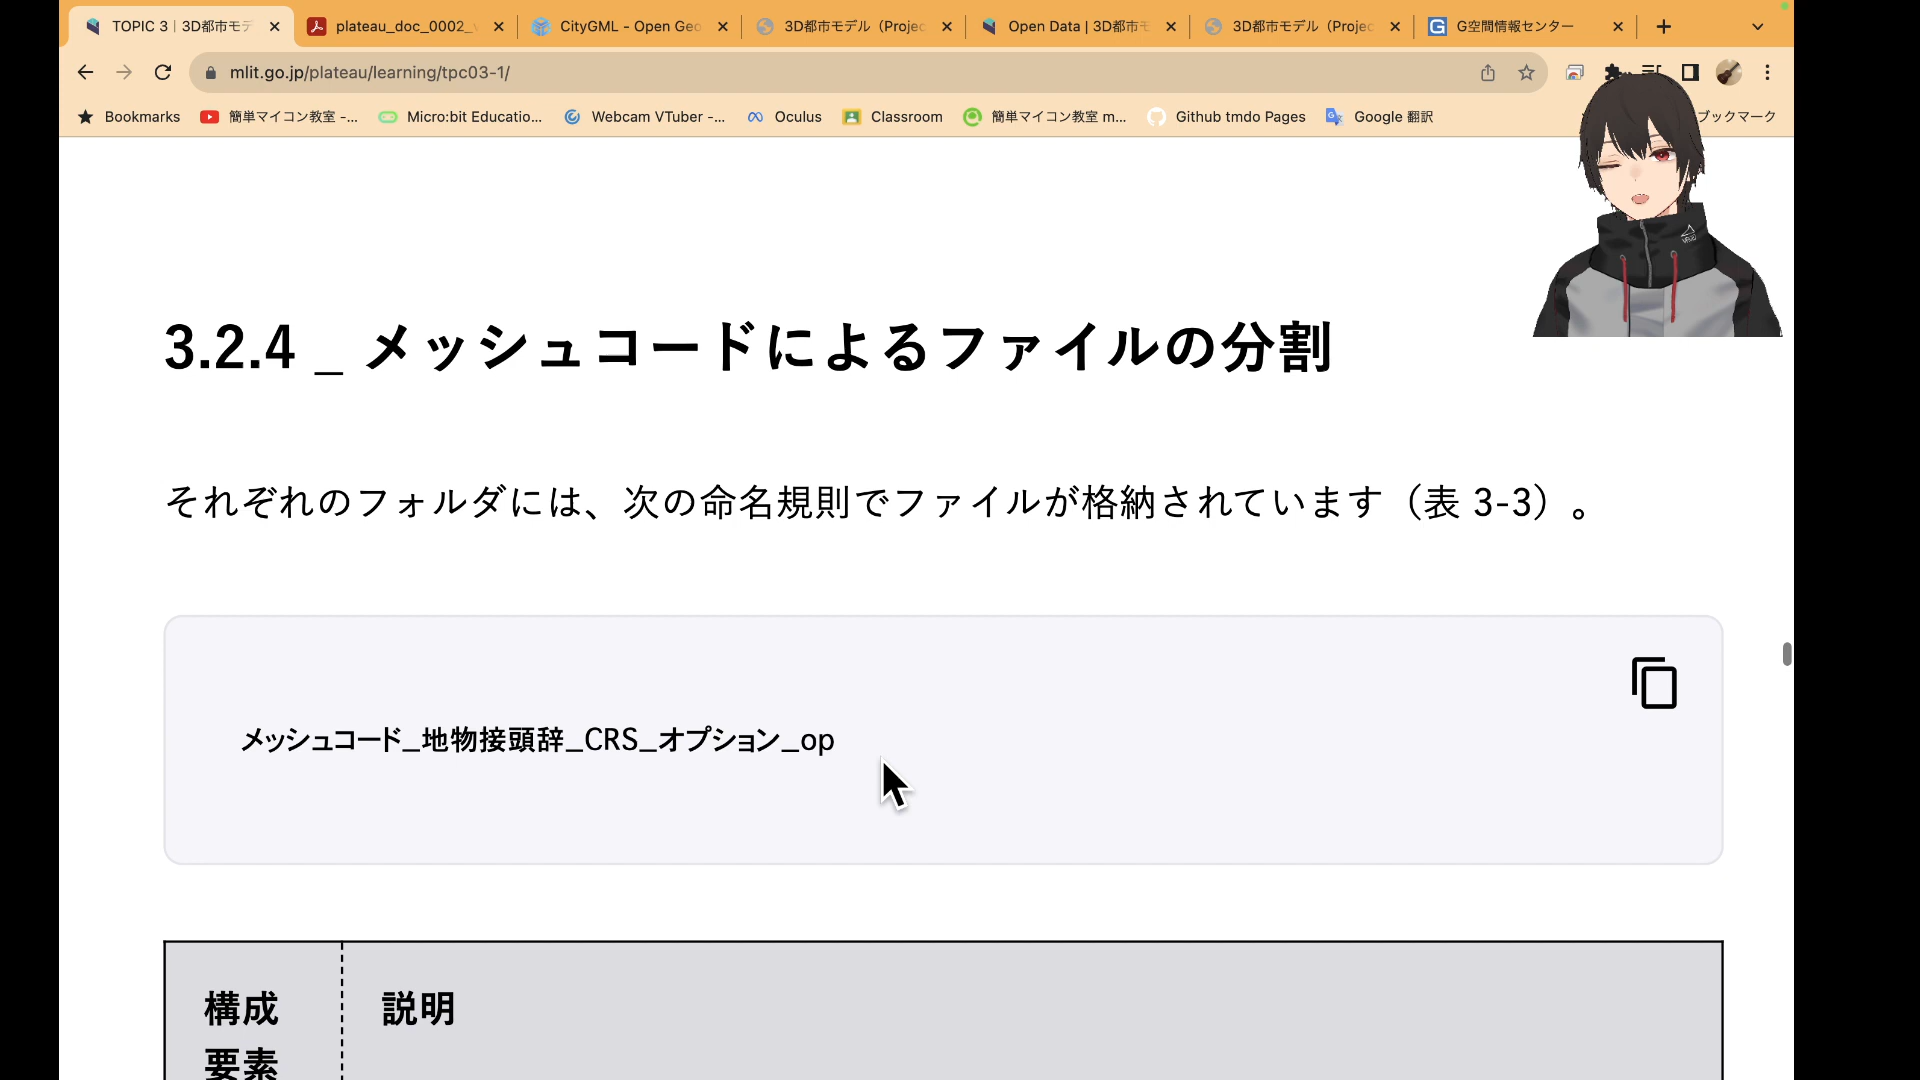 TOPIC 3 | 3D都市モデ
plateau_doc_0002_
CityGML - Open Geo
3D都市モデル（Projec
Open Data | 3D都市モ
3D都市モデル（Projec
G空間情報センター
mlit.go.jp/plateau/learning/tpc03-1/
Bookmarks
簡単マイコン教室 -...
Micro:bit Educatio...
Webcam VTuber -...
Oculus
Classroom
簡単マイコン教室 m...
Github tmdo Pages
Google 翻訳
ブックマーク
3.2.4 _ メッシュコードによるファイルの分割
それぞれのフォルダには、次の命名規則でファイルが格納されています（表 3-3）。
メッシュコード_地物接頭辞_CRS_オプション_op
構成
要素
説明